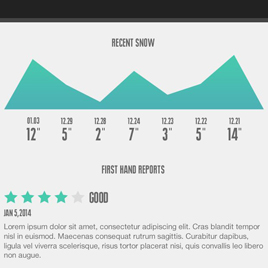 RECENT SNOW
01.03 12.29 12.28 12.24 12.23 12.22 12.21
12" 5" 2" 7" 3" 5" 14"
FIRST HAND REPORTS
GOOD
JAN 5, 2014
Lorem ipsum dolor sit amet, consectetur adipiscing elit. Cras blandit tempor
nisl in euismod. Maecenas consequat rutrum sagittis. Curabitur dapibus,
ligula vel viverra scelerisque, risus tortor placerat nisi, quis convallis leo libero
non augue.